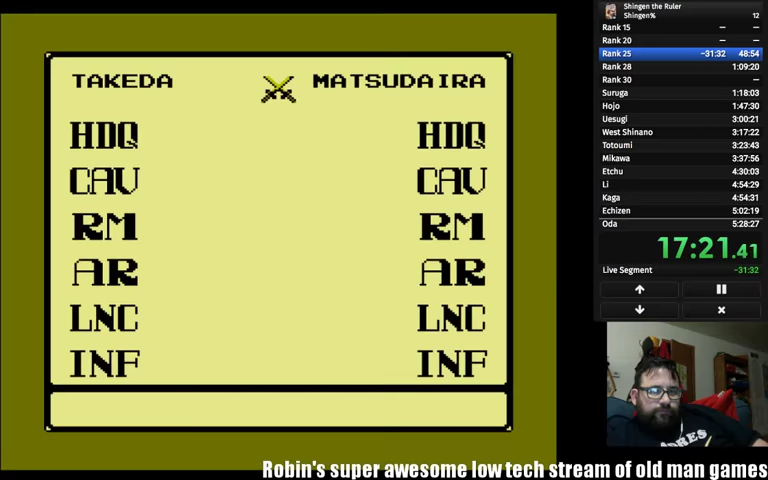 TAKEDA MATSUDAIRA
HDQ HDQ
CAV CAV
RM RM
AR AR
LNC LNC
INF INF
Shingen the Ruler
Shingen% 12
Rank 15 — —
Rank 20 — —
Rank 25 −31:32 48:54
Rank 28 1:09:20
Rank 30 —
Suruga 1:18:03
Hojo 1:47:30
Uesugi 3:00:21
West Shinano 3:17:22
Totoumi 3:23:43
Mikawa 3:37:56
Etchu 4:30:03
Li 4:54:29
Kaga 4:54:31
Echizen 5:02:19
Oda 5:28:27
17:21.41
Live Segment −31:32
Robin's super awesome low tech stream of old man games